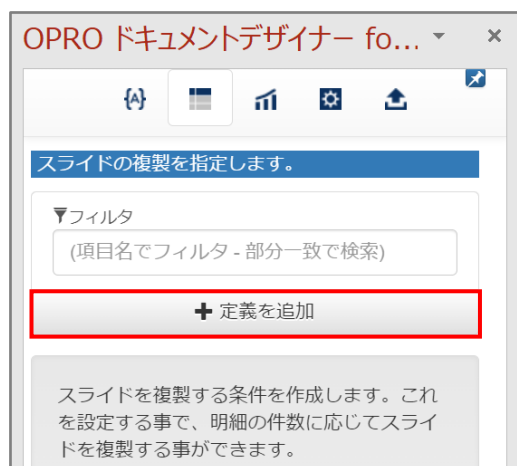 OPRO ドキュメントデザイナー fo...
{A}
スライドの複製を指定します。
フィルタ
(項目名でフィルタ - 部分一致で検索)
定義を追加
スライドを複製する条件を作成します。これ
を設定する事で、明細の件数に応じてスライ
ドを複製する事ができます。